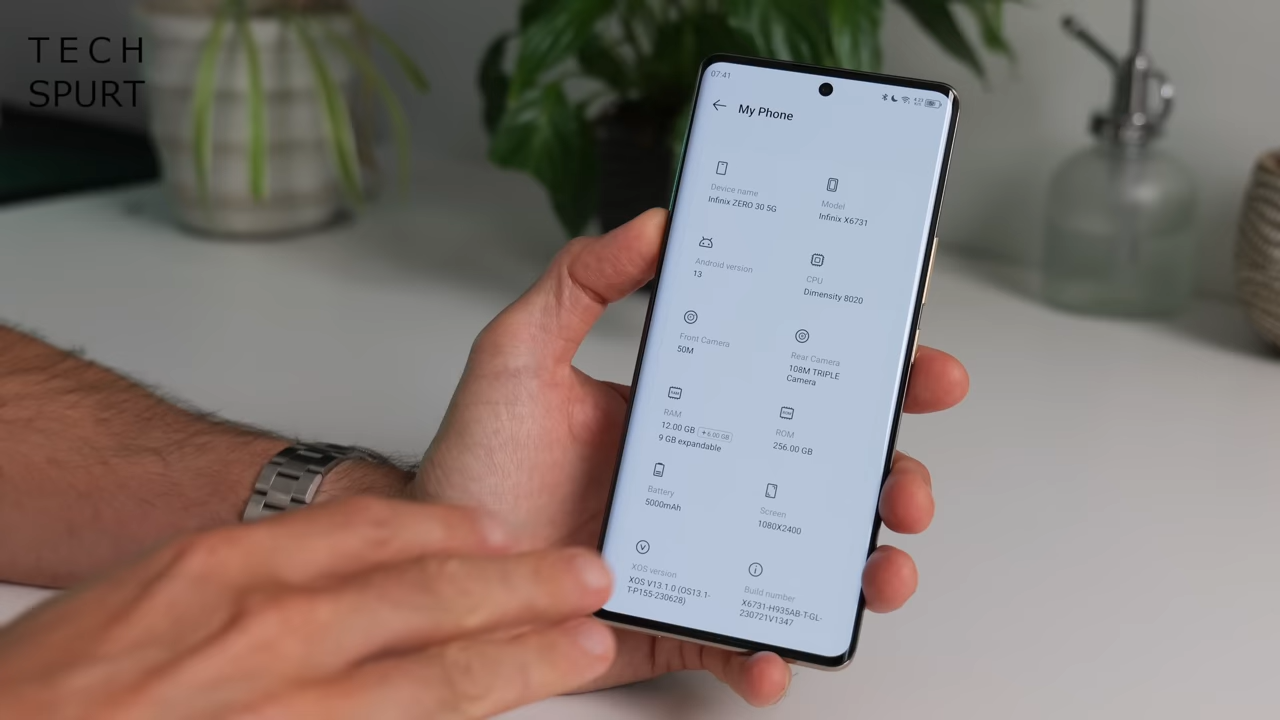 TECH
SPURT
07:41
My Phone
Device name
Infinix ZERO 30 5G
Model
Infinix X6731
Android version
13
CPU
Dimensity 8020
Front Camera
50M
Rear Camera
108M TRIPLE
Camera
RAM
12.00 GB +6.00 GB
9 GB expandable
ROM
256.00 GB
Battery
5000mAh
Screen
1080X2400
XOS version
XOS V13.1.0 (OS13.1-
T-P155-230628)
Build number
X6731-H935AB-T-GL-
230721V1347